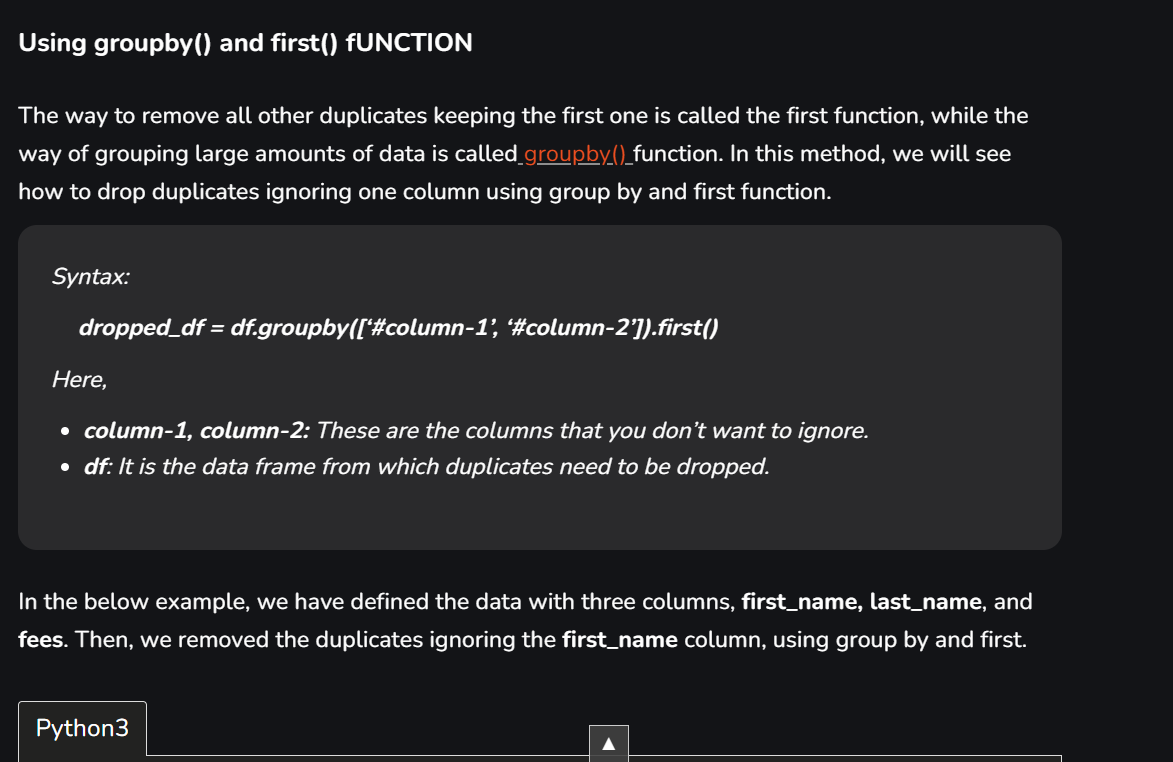 Using groupby() and first() fUNCTION
The way to remove all other duplicates keeping the first one is called the first function, while the
way of grouping large amounts of data is called groupby() function. In this method, we will see
how to drop duplicates ignoring one column using group by and first function.
Syntax:
dropped_df = df.groupby([‘#column-1’, ‘#column-2’]).first()
Here,
• column-1, column-2: These are the columns that you don’t want to ignore.
• df: It is the data frame from which duplicates need to be dropped.
In the below example, we have defined the data with three columns, first_name, last_name, and
fees. Then, we removed the duplicates ignoring the first_name column, using group by and first.
Python3